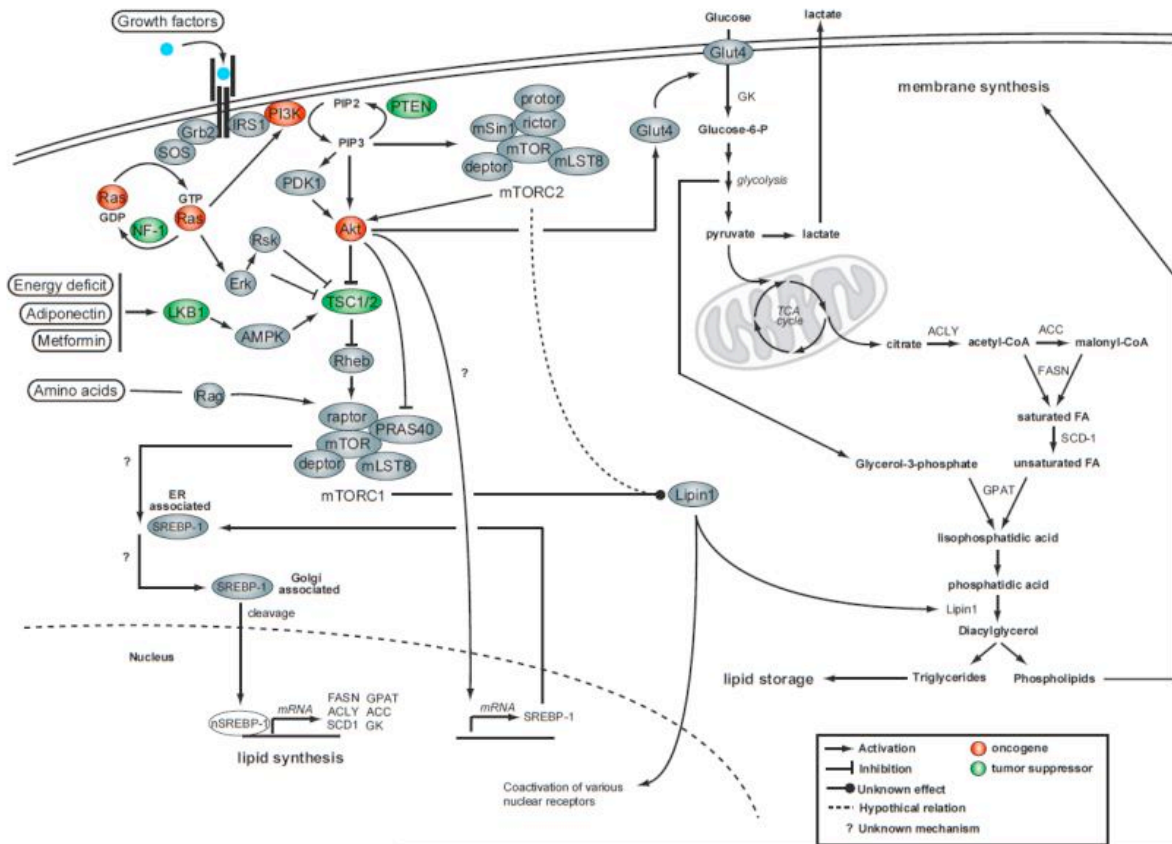 Growth factors
Glucose
lactate
Glut4
GK
membrane synthesis
PI3K
PIP2
PTEN
protor
IRS1
Grb2
SOS
mSin1
rictor
Glut4
Glucose-6-P
PIP3
mTOR
mLST8
deptor
PDK1
glycolysis
mTORC2
Ras
GTP
GDP
Ras
NF-1
Akt
pyruvate
lactate
Rsk
Erk
Energy deficit
Adiponectin
Metformin
LKB1
AMPK
TSC1/2
TCA
cycle
citrate
ACLY
acetyl-CoA
ACC
malonyl-CoA
Rheb
?
FASN
Amino acids
Rag
raptor
PRAS40
mTOR
deptor
mLST8
saturated FA
SCD-1
Glycerol-3-phosphate
unsaturated FA
?
mTORC1
Lipin1
GPAT
ER
associated
SREBP-1
lisophosphatidic acid
?
SREBP-1
Golgi
associated
phosphatidic acid
cleavage
Lipin1
Diacylglycerol
Nucleus
lipid storage
Triglycerides
Phospholipids
nSREBP-1
mRNA
FASN GPAT
ACLY ACC
SCD1 GK
mRNA
SREBP-1
lipid synthesis
Coactivation of various
nuclear receptors
Activation
oncogene
Inhibition
tumor suppressor
Unknown effect
Hypothical relation
? Unknown mechanism